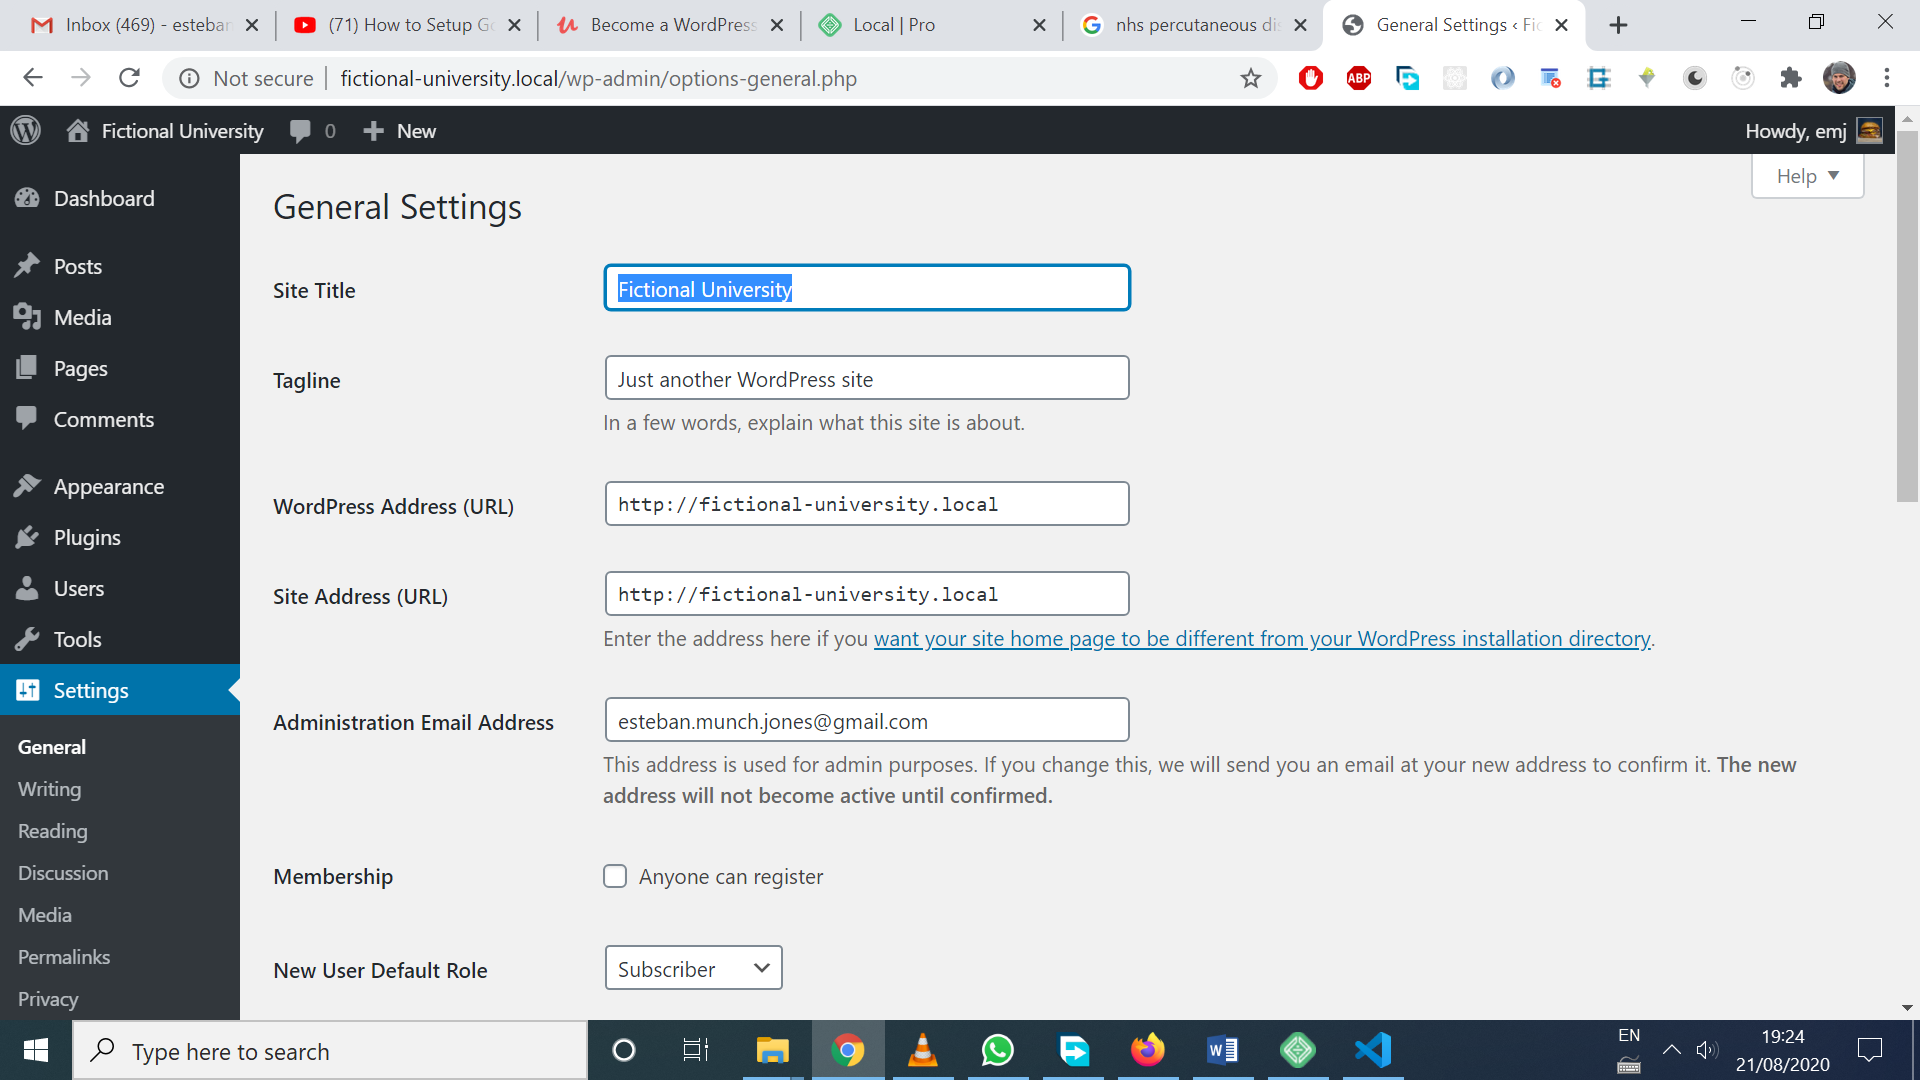 Inbox (469) - esteban
(71) How to Setup Go
Become a WordPress
Local | Pro
nhs percutaneous dis
General Settings ‹ Fic
Not secure
fictional-university.local/wp-admin/options-general.php
ABP
Fictional University
0
New
Howdy, emj
Help
Dashboard
Posts
Media
Pages
Comments
Appearance
Plugins
Users
Tools
Settings
General
Writing
Reading
Discussion
Media
Permalinks
Privacy
General Settings
Site Title
Fictional University
Tagline
Just another WordPress site
In a few words, explain what this site is about.
WordPress Address (URL)
http://fictional-university.local
Site Address (URL)
http://fictional-university.local
Enter the address here if you want your site home page to be different from your WordPress installation directory.
Administration Email Address
esteban.munch.jones@gmail.com
This address is used for admin purposes. If you change this, we will send you an email at your new address to confirm it. The new
address will not become active until confirmed.
Membership
Anyone can register
New User Default Role
Subscriber
Type here to search
EN
19:24
21/08/2020